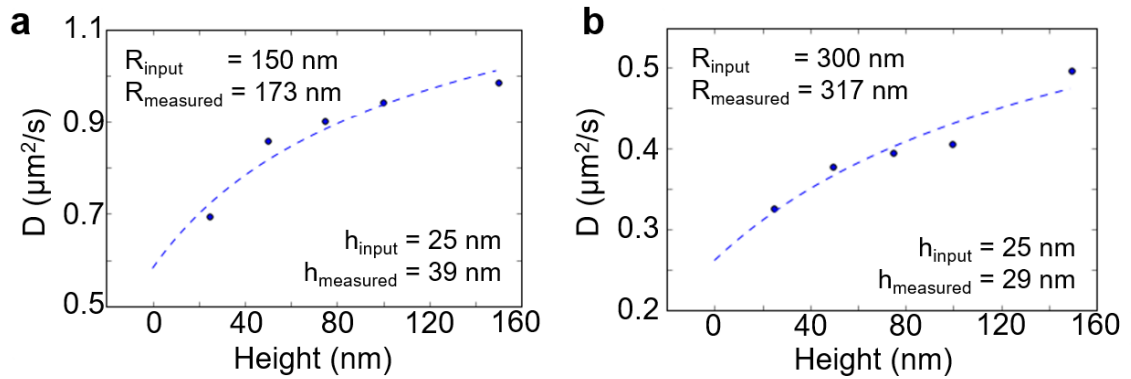 a
1.1
0.9
0.7
0.5
D (μm²/s)
R_input = 150 nm
R_measured = 173 nm
h_input = 25 nm
h_measured = 39 nm
0 40 80 120 160
Height (nm)
b
0.5
0.4
0.3
0.2
D (μm²/s)
R_input = 300 nm
R_measured = 317 nm
h_input = 25 nm
h_measured = 29 nm
0 40 80 120 160
Height (nm)